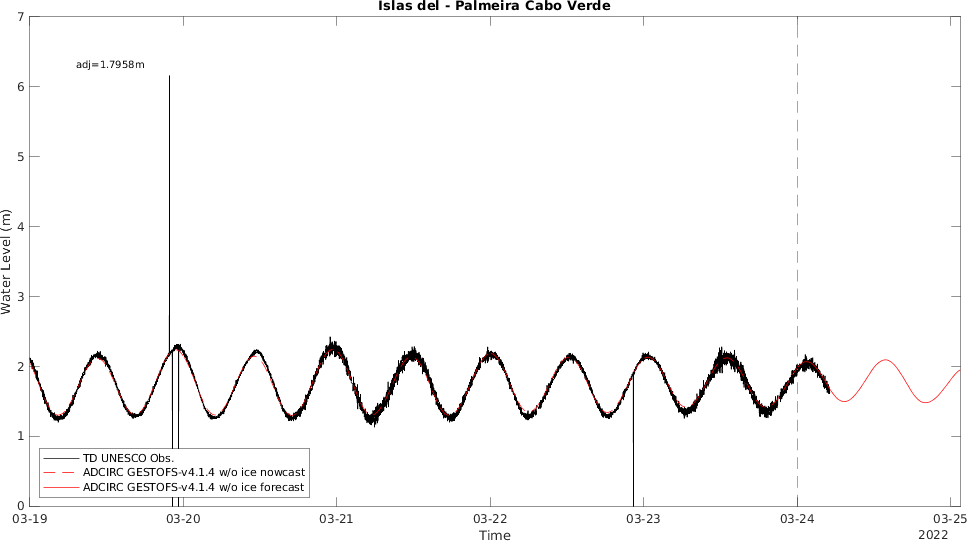 Islas del - Palmeira Cabo Verde
7
6
5
4
3
2
1
0
Water Level (m)
adj=1.7958m
TD UNESCO Obs.
ADCIRC GESTOFS-v4.1.4 w/o ice nowcast
ADCIRC GESTOFS-v4.1.4 w/o ice forecast
03-19 03-20 03-21 03-22 03-23 03-24 03-25
Time
2022